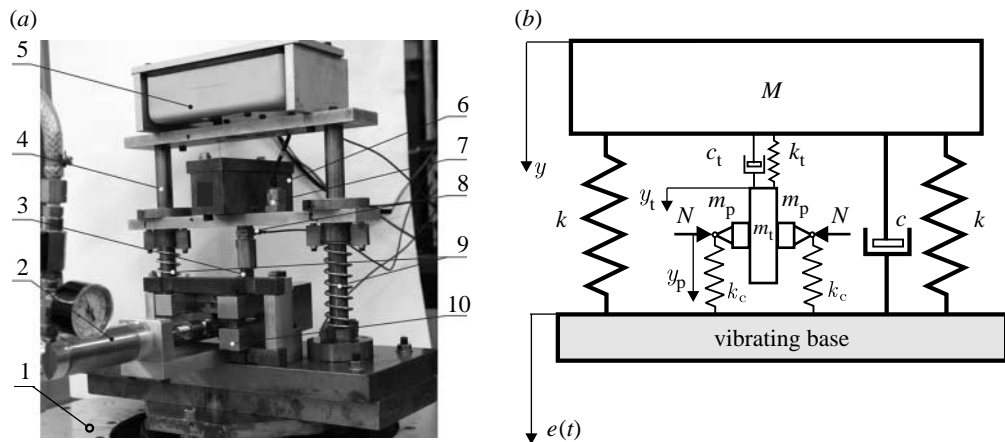 (a)
5
6
7
4
8
3
9
2
10
1
(b)
M
y
c_t
k_t
y_t
m_p
m_p
N
m_t
N
k
y_p
k_c
k_c
c
k
vibrating base
e(t)